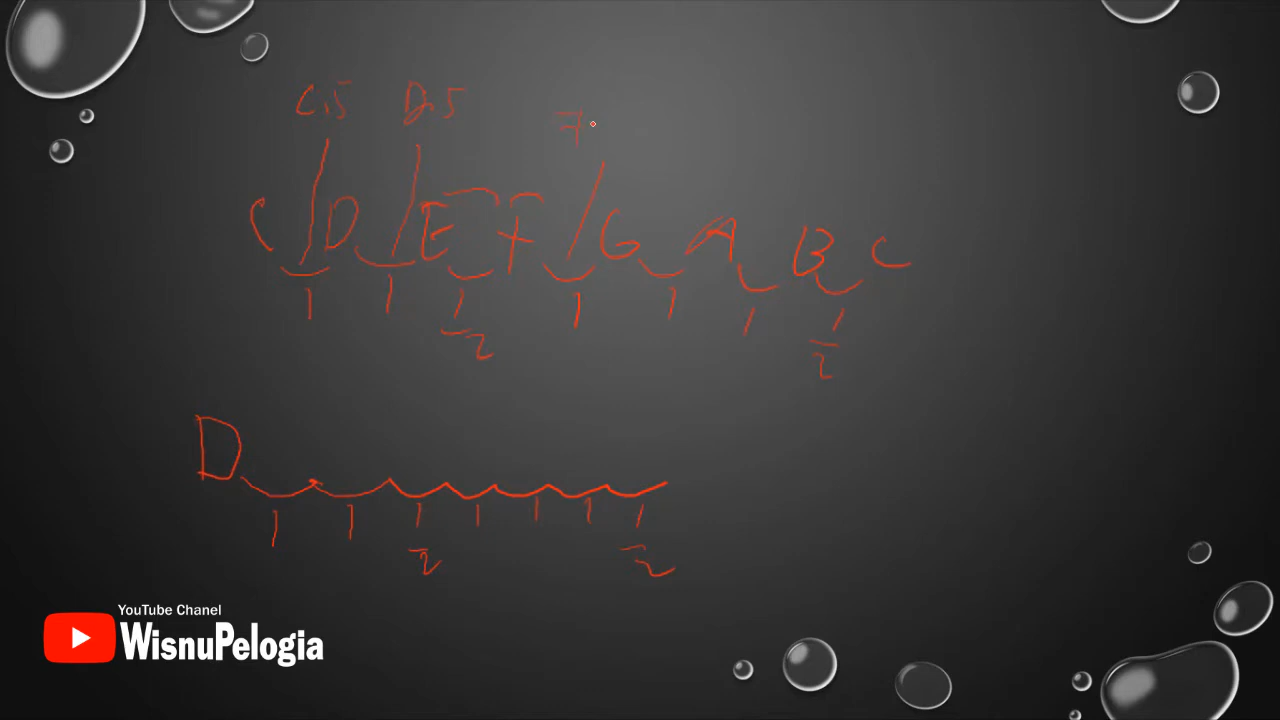 C.5 D.5 F
C D E F G A B C
1 1 1 1 1 1 1
2 2
D
1 1 1 1 1 1 1
2 2
YouTube Chanel
WisnuPelogia